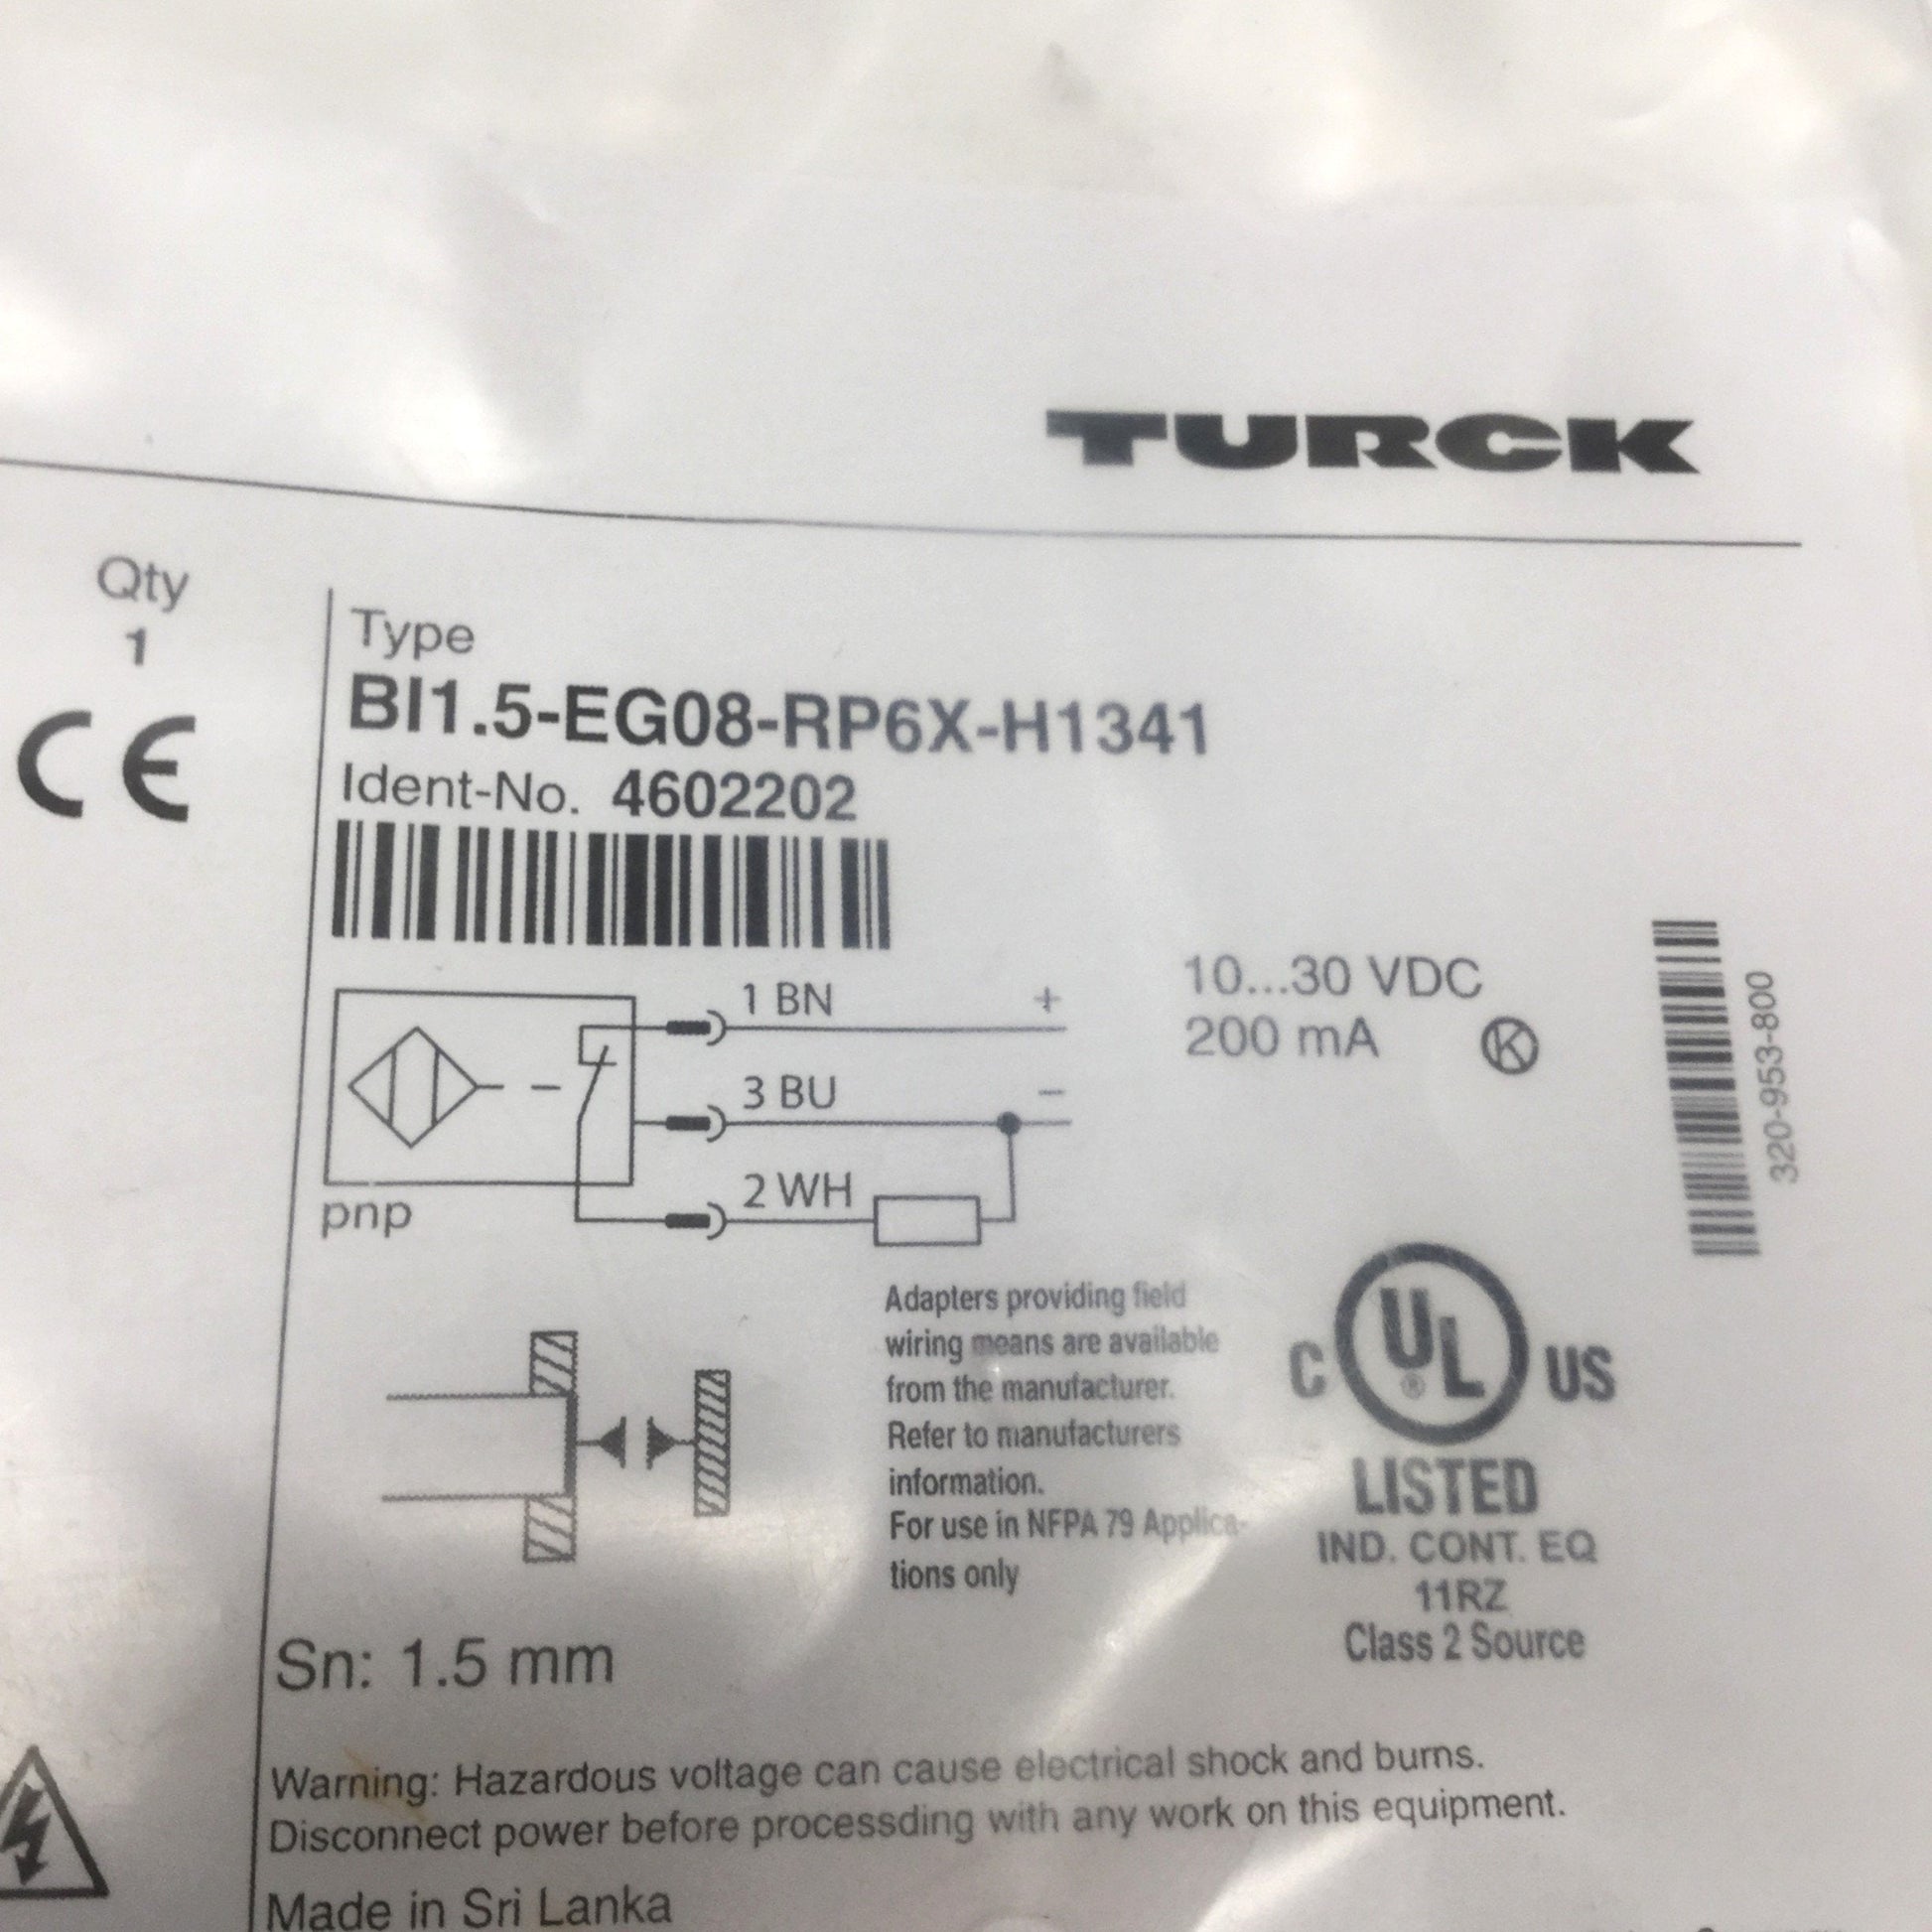 TURCK
Qty
1
CE
Type
BI1.5-EG08-RP6X-H1341
Ident-No. 4602202
1 BN +
3 BU −
2 WH
pnp
10...30 VDC
200 mA
K
320-953-800
Adapters providing field
wiring means are available
from the manufacturer.
Refer to manufacturers
information.
For use in NFPA 79 Applica-
tions only
C UL ® US
LISTED
IND. CONT. EQ
11RZ
Class 2 Source
Sn: 1.5 mm
Warning: Hazardous voltage can cause electrical shock and burns.
Disconnect power before processding with any work on this equipment.
Made in Sri Lanka